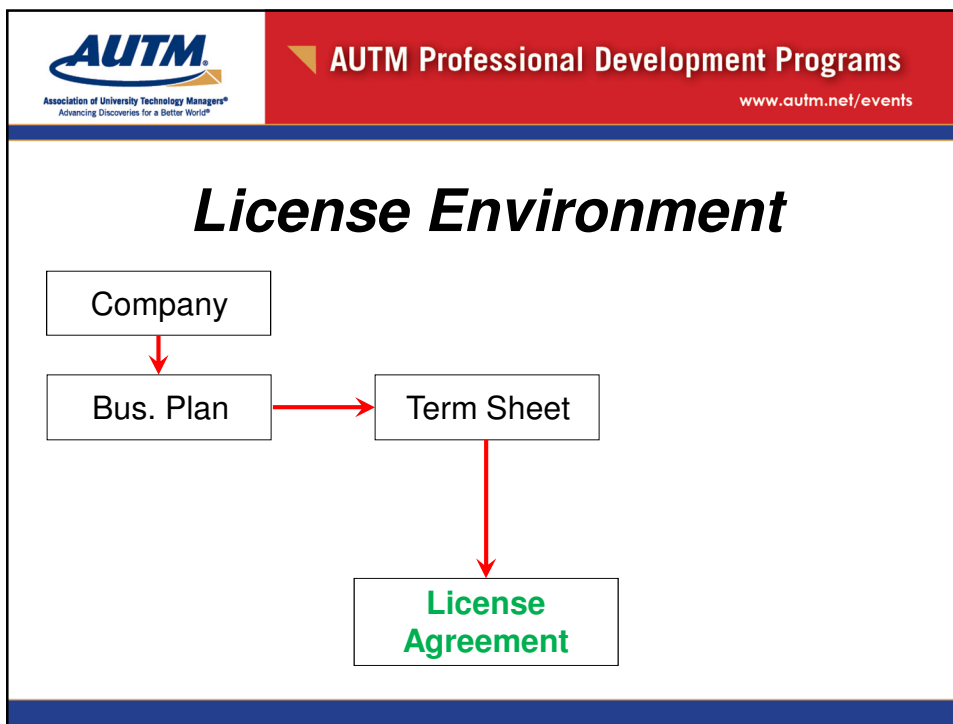 AUTM.
Association of University Technology Managers®
Advancing Discoveries for a Better World®
AUTM Professional Development Programs
www.autm.net/events
License Environment
Company
Bus. Plan
Term Sheet
License
Agreement